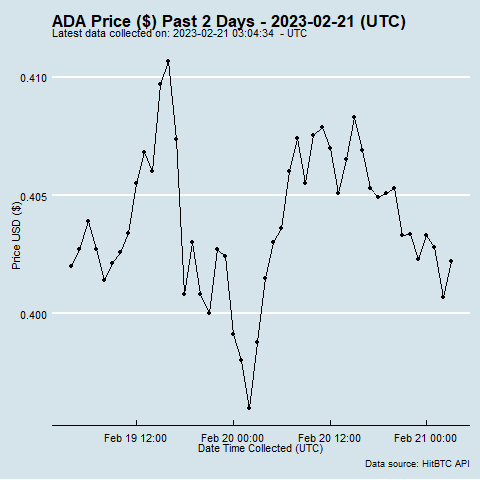 ADA Price ($) Past 2 Days - 2023-02-21 (UTC)
Latest data collected on: 2023-02-21 03:04:34 - UTC
0.410
0.405
0.400
Price USD ($)
Feb 19 12:00
Feb 20 00:00
Feb 20 12:00
Feb 21 00:00
Date Time Collected (UTC)
Data source: HitBTC API